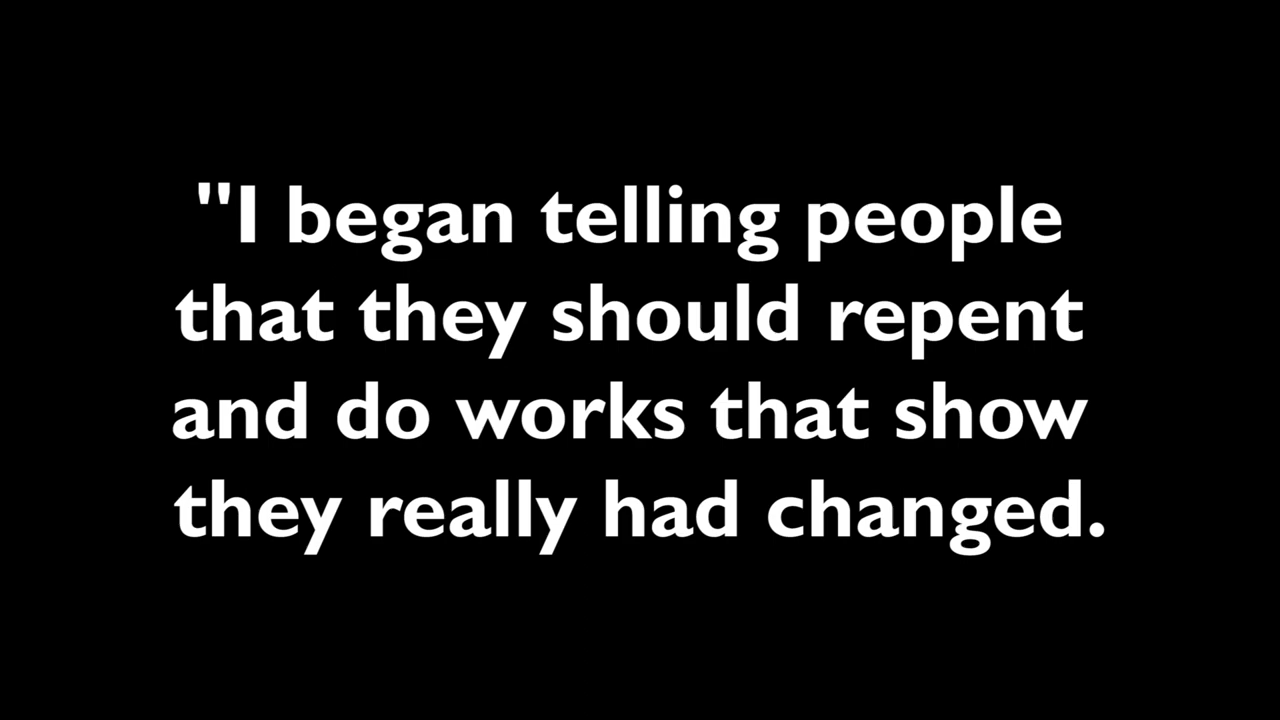 "I began telling people
that they should repent
and do works that show
they really had changed.